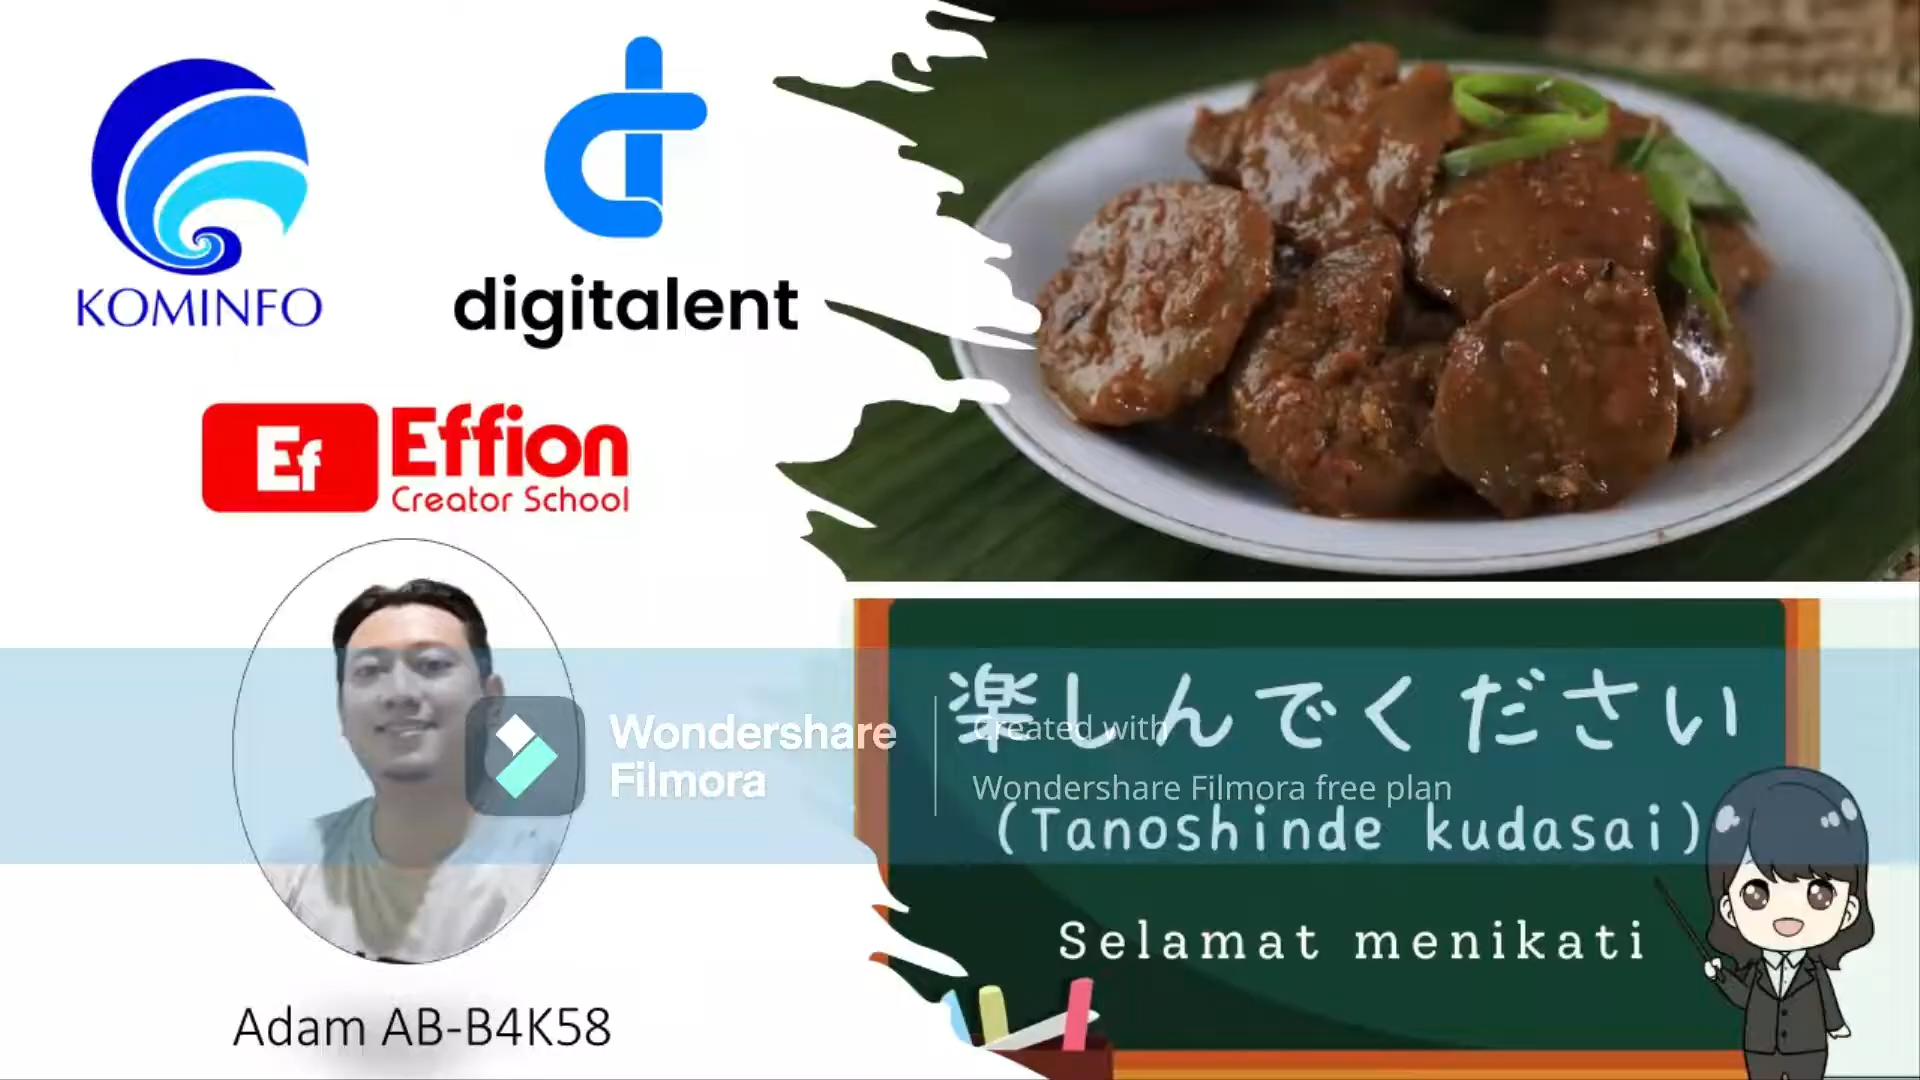 KOMINFO
digitalent
Ef
Effion
Creator School
Adam AB-B4K58
楽しんでください
(Tanoshinde kudasai)
Selamat menikati
Wondershare
Filmora
Created with
Wondershare Filmora free plan